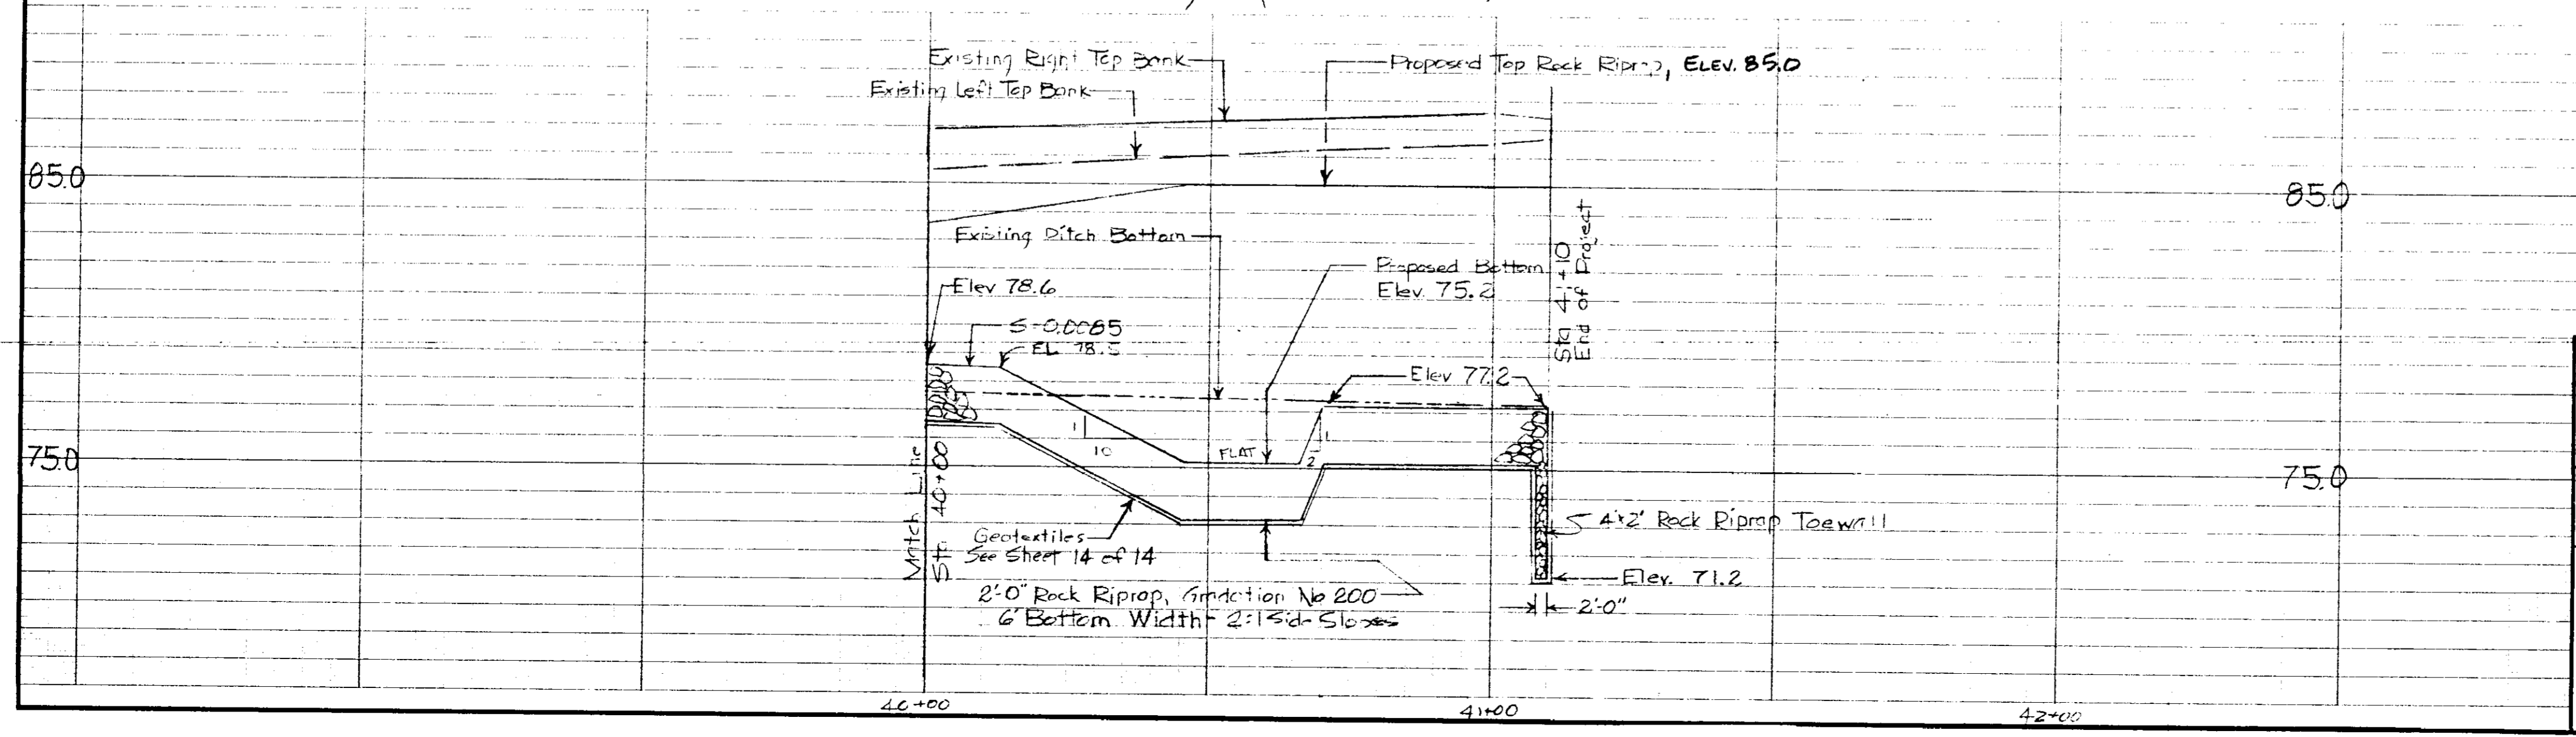 Existing Right Top Bank
Proposed Top Rock Riprap, ELEV. 85.0
Existing Left Top Bank
85.0
85.0
Existing Ditch Bottom
Sta 41+10
End of Project
Proposed Bottom
Elev. 75.2
Elev 78.6
S=0.0085
EL 78.5
Elev 77.2
1
10
FLAT
1
2
75.0
75.0
Match Line
Sta. 40+00
Geotextiles
See Sheet 14 of 14
4'x2' Rock Riprap Toewall
Elev. 71.2
2'-0" Rock Riprap, Gradation No 200
6' Bottom Width - 2:1 Side Slopes
2'-0"
40+00
41+00
42+00